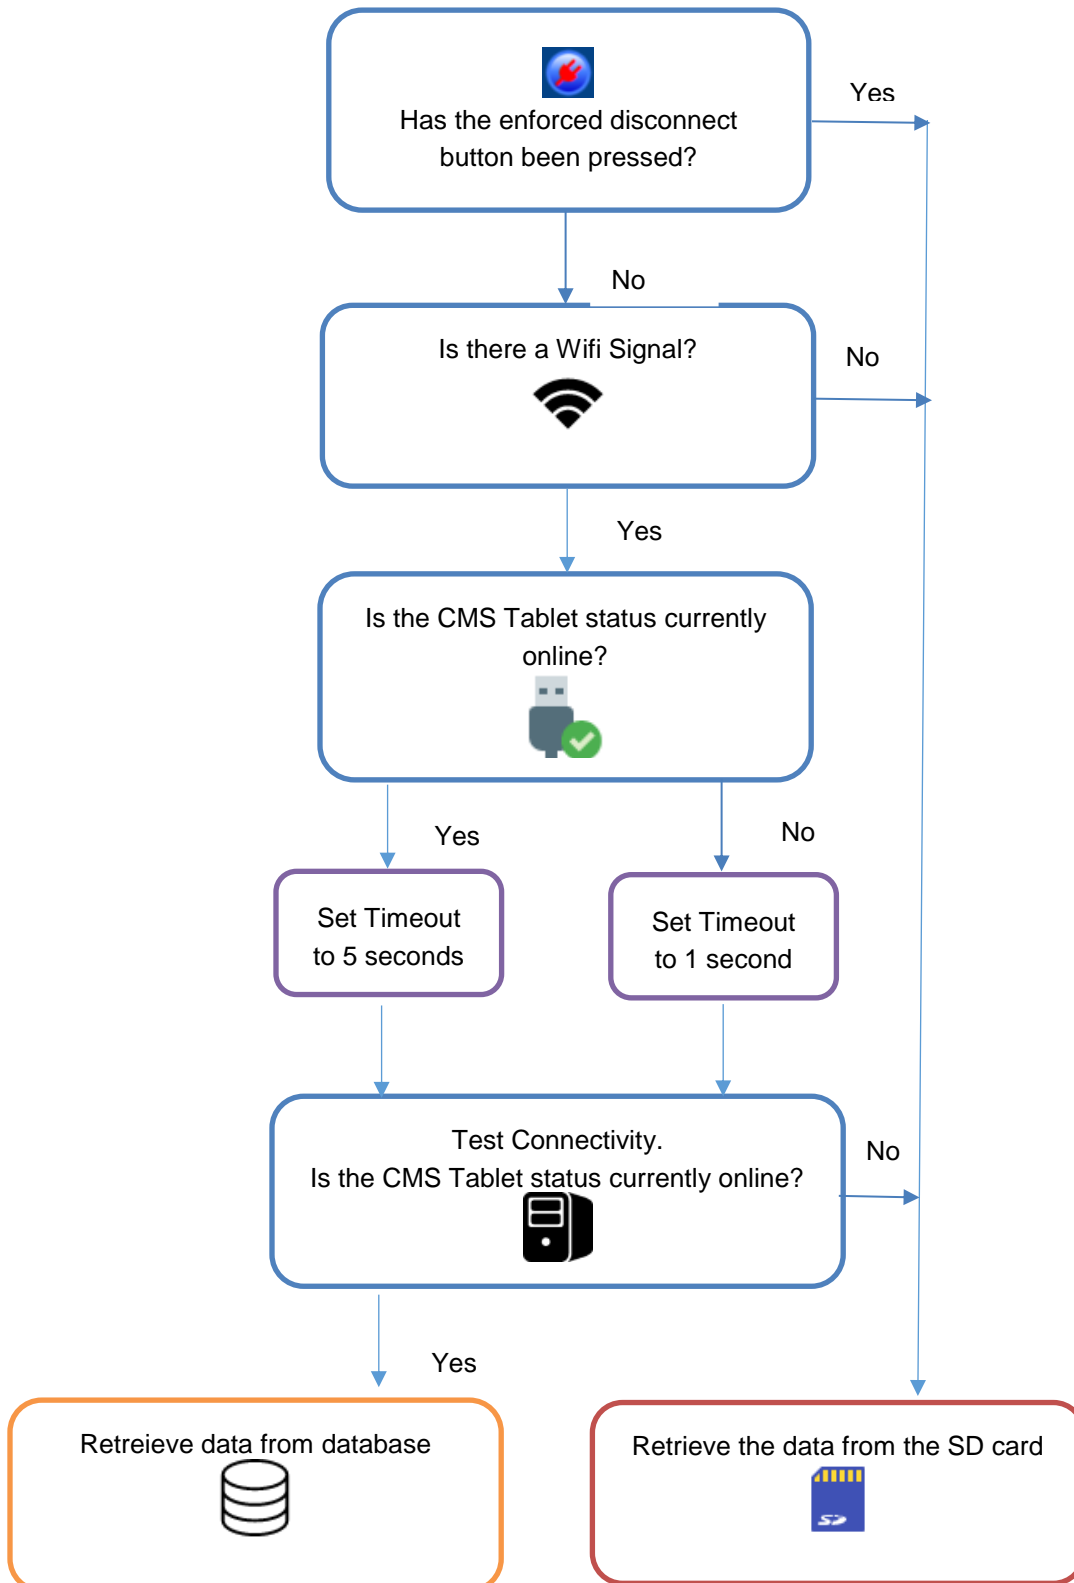 Has the enforced disconnect
button been pressed?
Yes
No
Is there a Wifi Signal?
No
Yes
Is the CMS Tablet status currently
online?
Yes
No
Set Timeout
to 5 seconds
Set Timeout
to 1 second
Test Connectivity.
Is the CMS Tablet status currently online?
No
Yes
Retreieve data from database
Retrieve the data from the SD card
SD